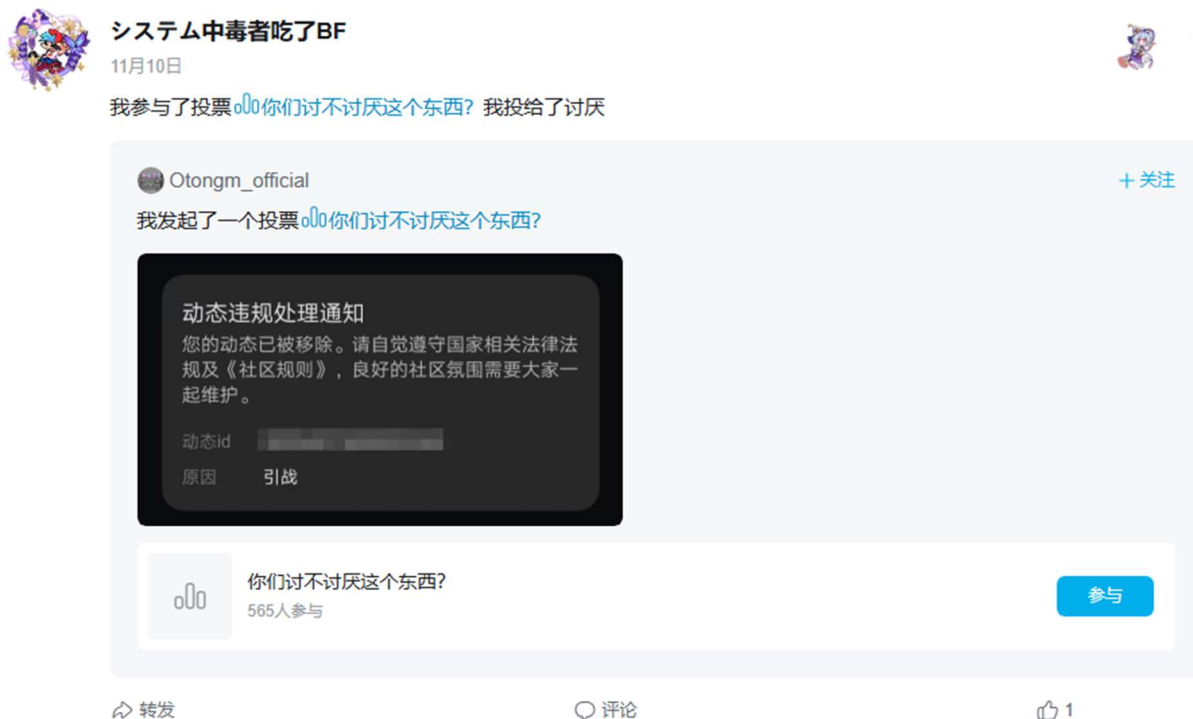 システム中毒者吃了BF
11月10日
我参与了投票你们讨不讨厌这个东西? 我投给了讨厌
Otongm_official
+ 关注
我发起了一个投票你们讨不讨厌这个东西?
动态违规处理通知
您的动态已被移除。请自觉遵守国家相关法律法
规及《社区规则》，良好的社区氛围需要大家一
起维护。
动态id
原因 引战
你们讨不讨厌这个东西?
565人参与
参与
转发
评论
1